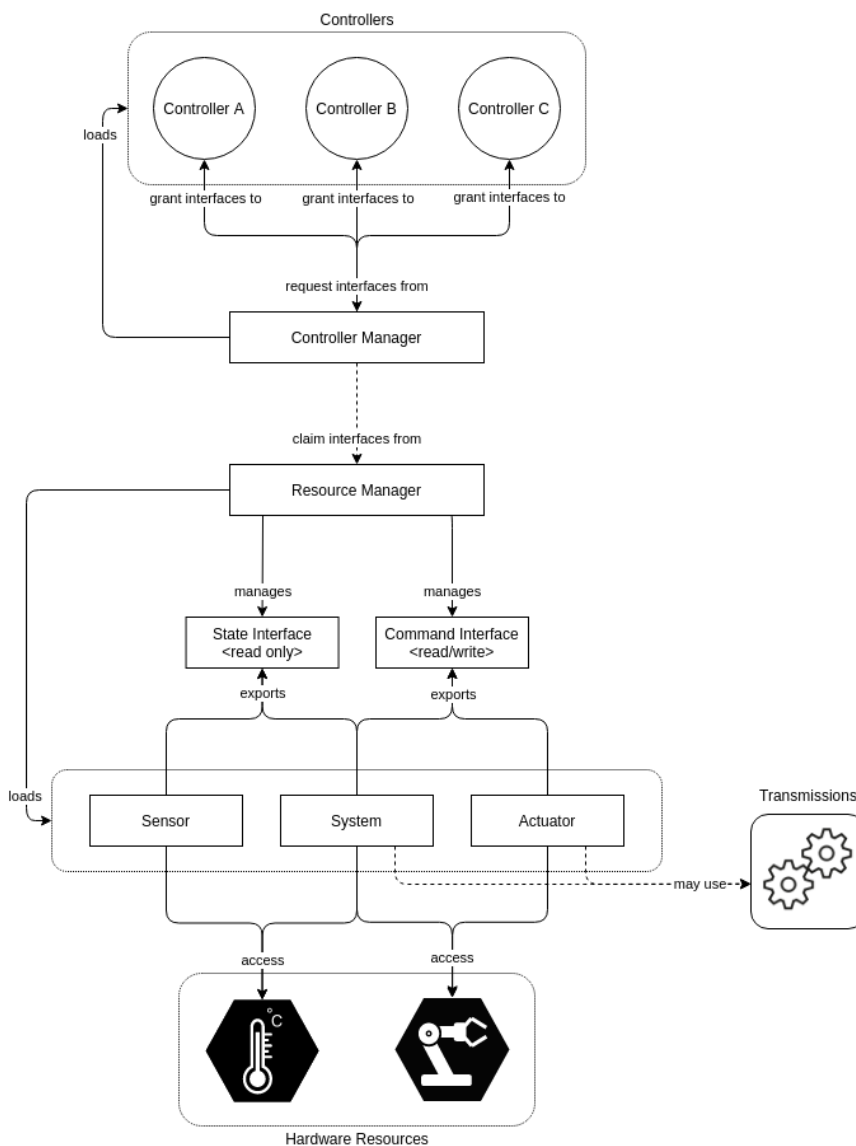 Controllers
Controller A
Controller B
Controller C
loads
grant interfaces to
grant interfaces to
grant interfaces to
request interfaces from
Controller Manager
claim interfaces from
Resource Manager
manages
manages
State Interface
<read only>
Command Interface
<read/write>
exports
exports
loads
Sensor
System
Actuator
Transmissions
may use
access
access
°C
Hardware Resources